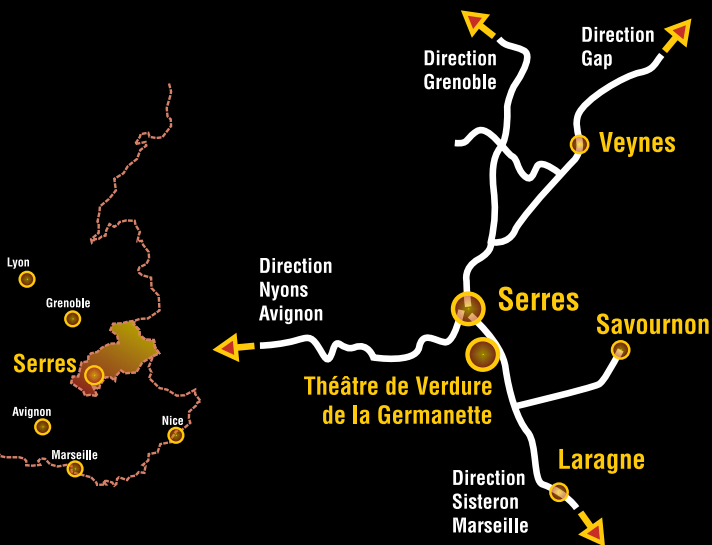 Direction
Grenoble
Direction
Gap
Veynes
Lyon
Grenoble
Serres
Avignon
Marseille
Nice
Direction
Nyons
Avignon
Serres
Savournon
Théâtre de Verdure
de la Germanette
Laragne
Direction
Sisteron
Marseille